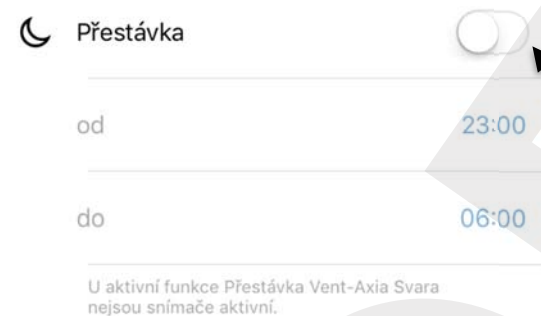 Přestávka
od 23:00
do 06:00
U aktivní funkce Přestávka Vent-Axia Svara
nejsou snímače aktivní.